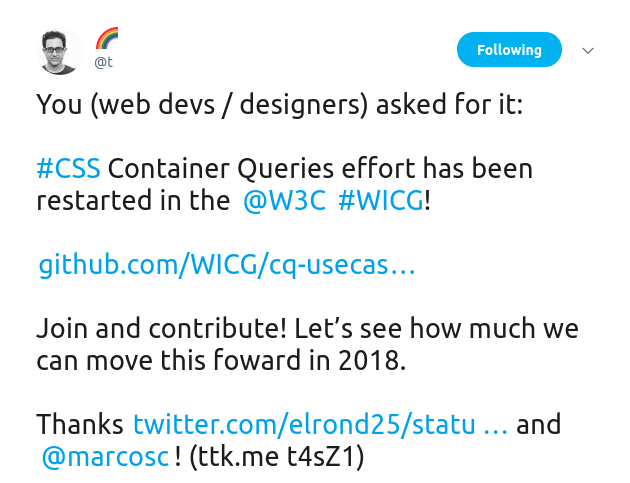 @t
Following
You (web devs / designers) asked for it:
#CSS Container Queries effort has been
restarted in the @W3C #WICG!
github.com/WICG/cq-usecas…
Join and contribute! Let’s see how much we
can move this foward in 2018.
Thanks twitter.com/elrond25/statu … and
@marcosc! (ttk.me t4sZ1)